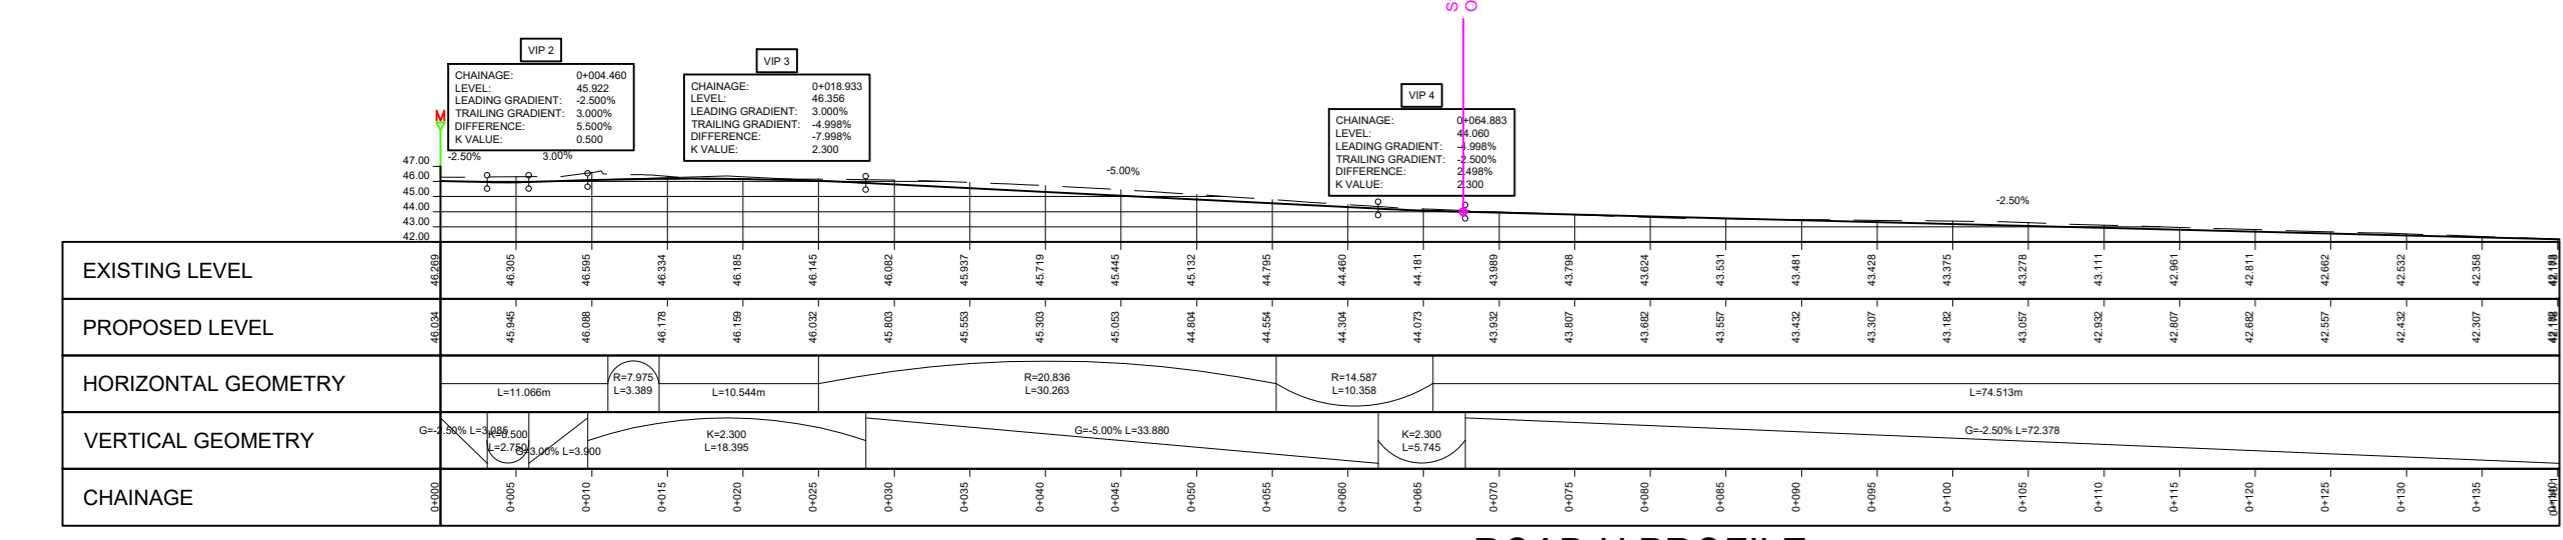 S
O
VIP 2
CHAINAGE: 0+004.460
LEVEL: 45.922
LEADING GRADIENT: -2.500%
TRAILING GRADIENT: 3.000%
DIFFERENCE: 5.500%
K VALUE: 0.500
VIP 3
CHAINAGE: 0+018.933
LEVEL: 46.356
LEADING GRADIENT: 3.000%
TRAILING GRADIENT: -4.998%
DIFFERENCE: -7.998%
K VALUE: 2.300
VIP 4
CHAINAGE: 0+064.883
LEVEL: 44.060
LEADING GRADIENT: -4.998%
TRAILING GRADIENT: -2.500%
DIFFERENCE: 2.498%
K VALUE: 2.300
M
-2.50% 3.00% -5.00% -2.50%
47.00
46.00
45.00
44.00
43.00
42.00
EXISTING LEVEL 46.269 46.305 46.595 46.334 46.185 46.145 46.082 45.937 45.719 45.445 45.132 44.795 44.460 44.181 43.989 43.798 43.624 43.531 43.481 43.428 43.375 43.278 43.111 42.961 42.811 42.662 42.532 42.358
PROPOSED LEVEL 46.034 45.945 46.088 46.178 46.159 46.032 45.803 45.553 45.303 45.053 44.804 44.554 44.304 44.073 43.932 43.807 43.682 43.557 43.432 43.307 43.182 43.057 42.932 42.807 42.682 42.557 42.432 42.307
HORIZONTAL GEOMETRY
L=11.066m
R=7.975
L=3.389
L=10.544m
R=20.836
L=30.263
R=14.587
L=10.358
L=74.513m
VERTICAL GEOMETRY
G=-2.50% L=3.085
K=0.500
L=2.750
G=3.00% L=3.900
K=2.300
L=18.395
G=-5.00% L=33.880
K=2.300
L=5.745
G=-2.50% L=72.378
CHAINAGE 0+000 0+005 0+010 0+015 0+020 0+025 0+030 0+035 0+040 0+045 0+050 0+055 0+060 0+065 0+070 0+075 0+080 0+085 0+090 0+095 0+100 0+105 0+110 0+115 0+120 0+125 0+130 0+135